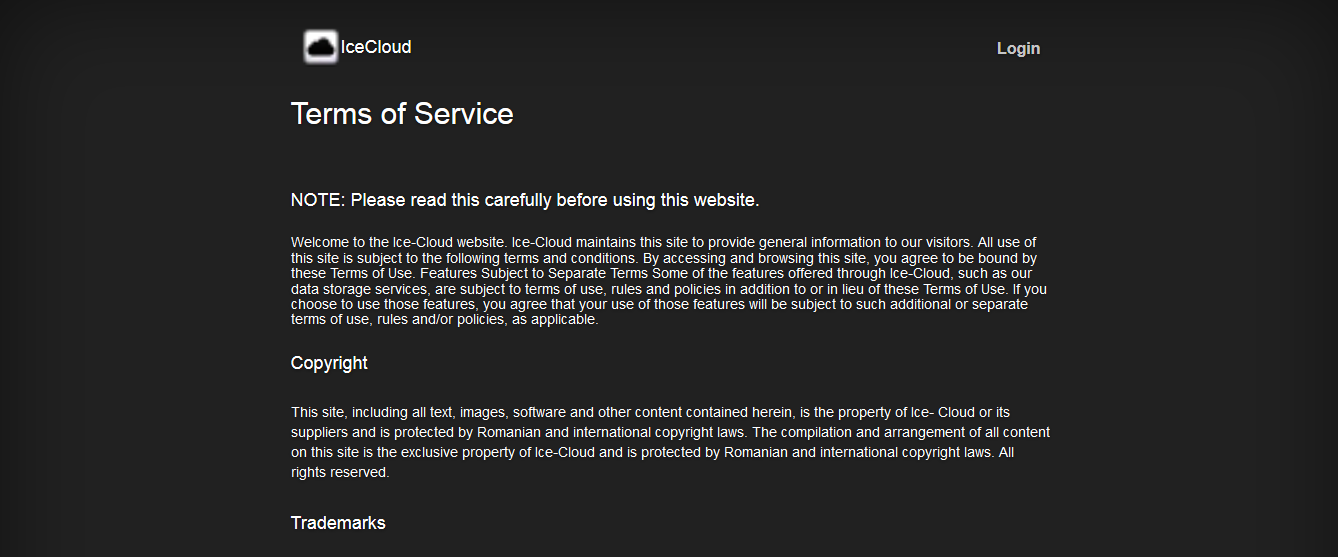 IceCloud
Login
Terms of Service
NOTE: Please read this carefully before using this website.
Welcome to the Ice-Cloud website. Ice-Cloud maintains this site to provide general information to our visitors. All use of
this site is subject to the following terms and conditions. By accessing and browsing this site, you agree to be bound by
these Terms of Use. Features Subject to Separate Terms Some of the features offered through Ice-Cloud, such as our
data storage services, are subject to terms of use, rules and policies in addition to or in lieu of these Terms of Use. If you
choose to use those features, you agree that your use of those features will be subject to such additional or separate
terms of use, rules and/or policies, as applicable.
Copyright
This site, including all text, images, software and other content contained herein, is the property of Ice- Cloud or its
suppliers and is protected by Romanian and international copyright laws. The compilation and arrangement of all content
on this site is the exclusive property of Ice-Cloud and is protected by Romanian and international copyright laws. All
rights reserved.
Trademarks